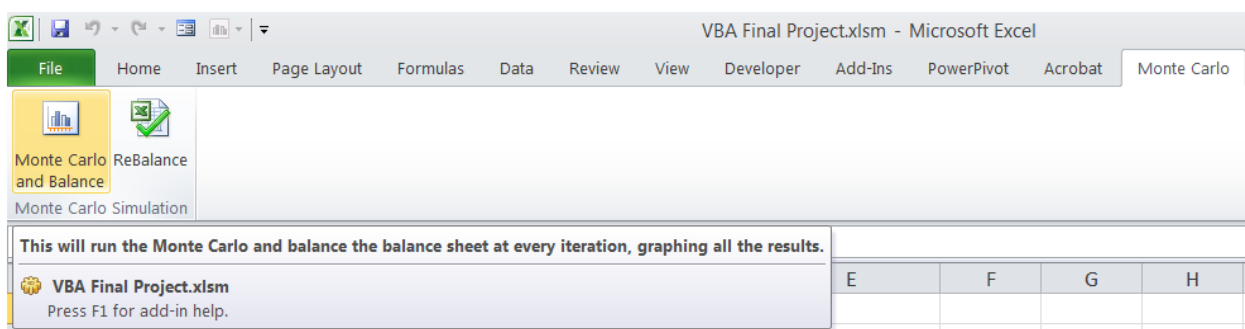 VBA Final Project.xlsm - Microsoft Excel
File Home Insert Page Layout Formulas Data Review View Developer Add-Ins PowerPivot Acrobat Monte Carlo
Monte Carlo ReBalance
and Balance
Monte Carlo Simulation
This will run the Monte Carlo and balance the balance sheet at every iteration, graphing all the results.
E F G H
VBA Final Project.xlsm
Press F1 for add-in help.